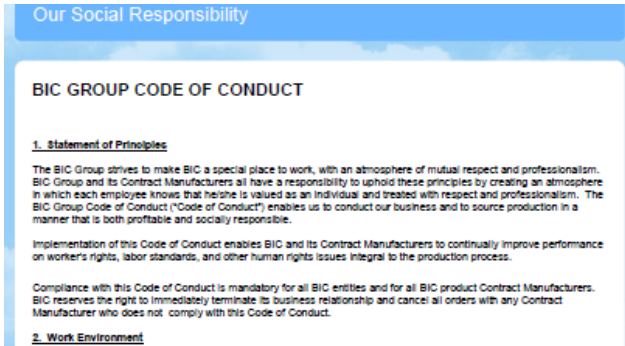 Our Social Responsibility
BIC GROUP CODE OF CONDUCT
1. Statement of Principles
The BIC Group strives to make BIC a special place to work, with an atmosphere of mutual respect and professionalism.
BIC Group and its Contract Manufacturers all have a responsibility to uphold these principles by creating an atmosphere
in which each employee knows that he/she is valued as an individual and treated with respect and professionalism. The
BIC Group Code of Conduct ("Code of Conduct") enables us to conduct our business and to source production in a
manner that is both profitable and socially responsible.
Implementation of this Code of Conduct enables BIC and its Contract Manufacturers to continually improve performance
on worker's rights, labor standards, and other human rights issues integral to the production process.
Compliance with this Code of Conduct is mandatory for all BIC entities and for all BIC product Contract Manufacturers.
BIC reserves the right to immediately terminate its business relationship and cancel all orders with any Contract
Manufacturer who does not comply with this Code of Conduct.
2. Work Environment